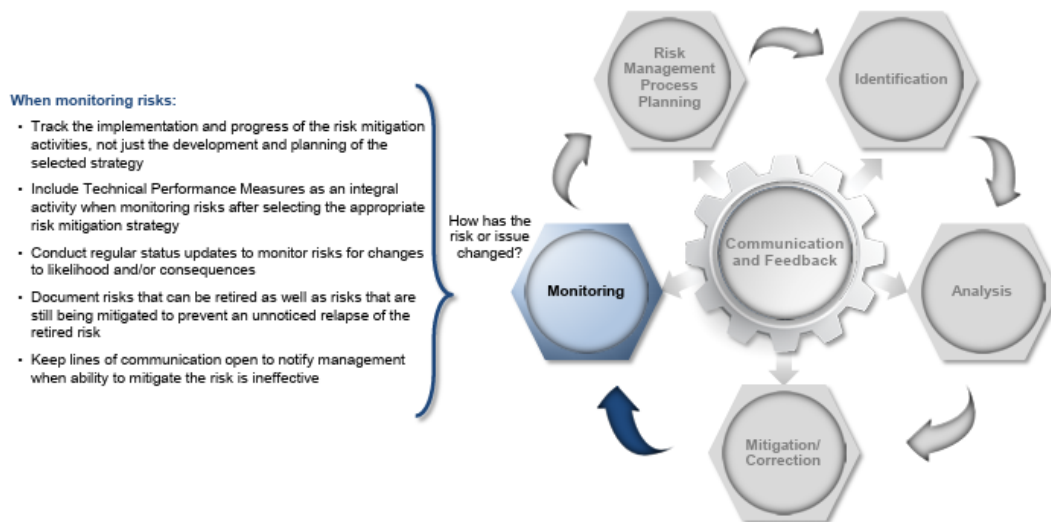 When monitoring risks:
• Track the implementation and progress of the risk mitigation
activities, not just the development and planning of the
selected strategy
• Include Technical Performance Measures as an integral
activity when monitoring risks after selecting the appropriate
risk mitigation strategy
• Conduct regular status updates to monitor risks for changes
to likelihood and/or consequences
• Document risks that can be retired as well as risks that are
still being mitigated to prevent an unnoticed relapse of the
retired risk
• Keep lines of communication open to notify management
when ability to mitigate the risk is ineffective
How has the
risk or issue
changed?
Risk
Management
Process
Planning
Identification
Communication
and Feedback
Monitoring
Analysis
Mitigation/
Correction